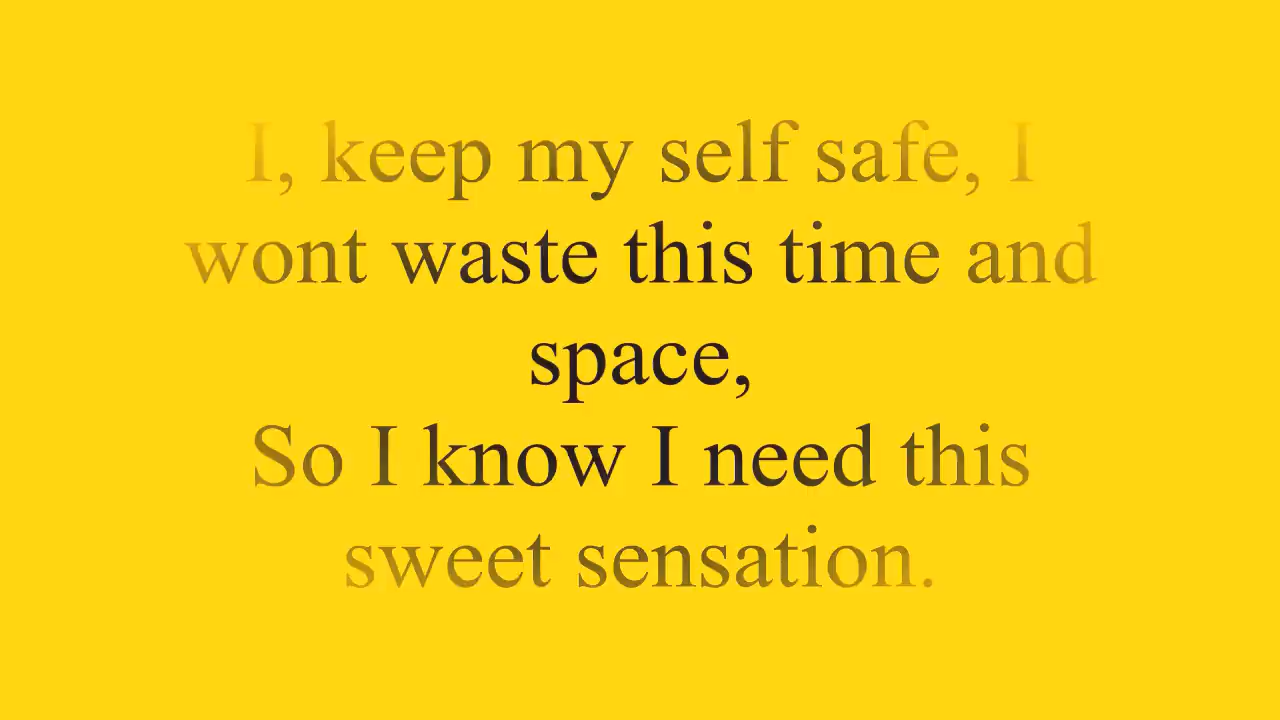 I, keep my self safe, I
wont waste this time and
space,
So I know I need this
sweet sensation.